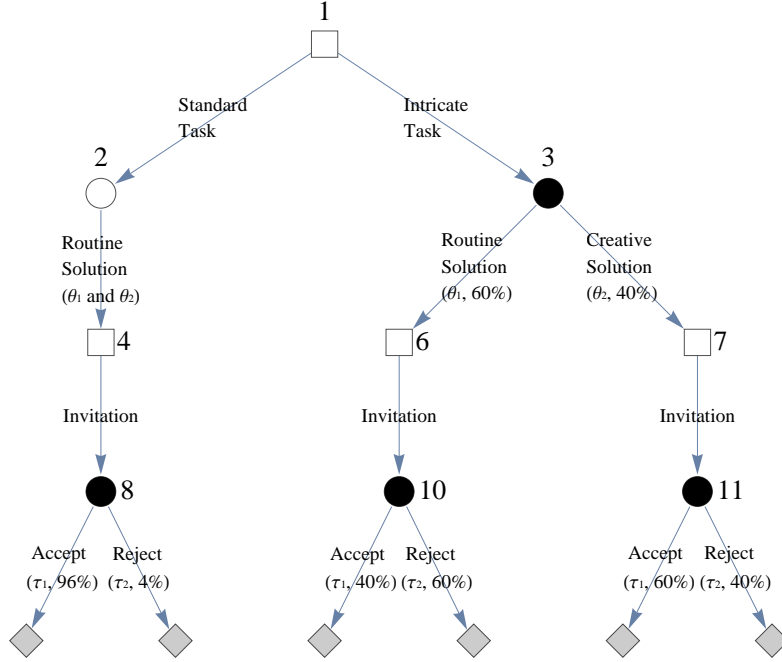 1
Standard
Task
Intricate
Task
2
3
Routine
Solution
(θ1 and θ2)
Routine
Solution
(θ1, 60%)
Creative
Solution
(θ2, 40%)
4
6
7
Invitation
Invitation
Invitation
8
10
11
Accept
(τ1, 96%)
Reject
(τ2, 4%)
Accept
(τ1, 40%)
Reject
(τ2, 60%)
Accept
(τ1, 60%)
Reject
(τ2, 40%)